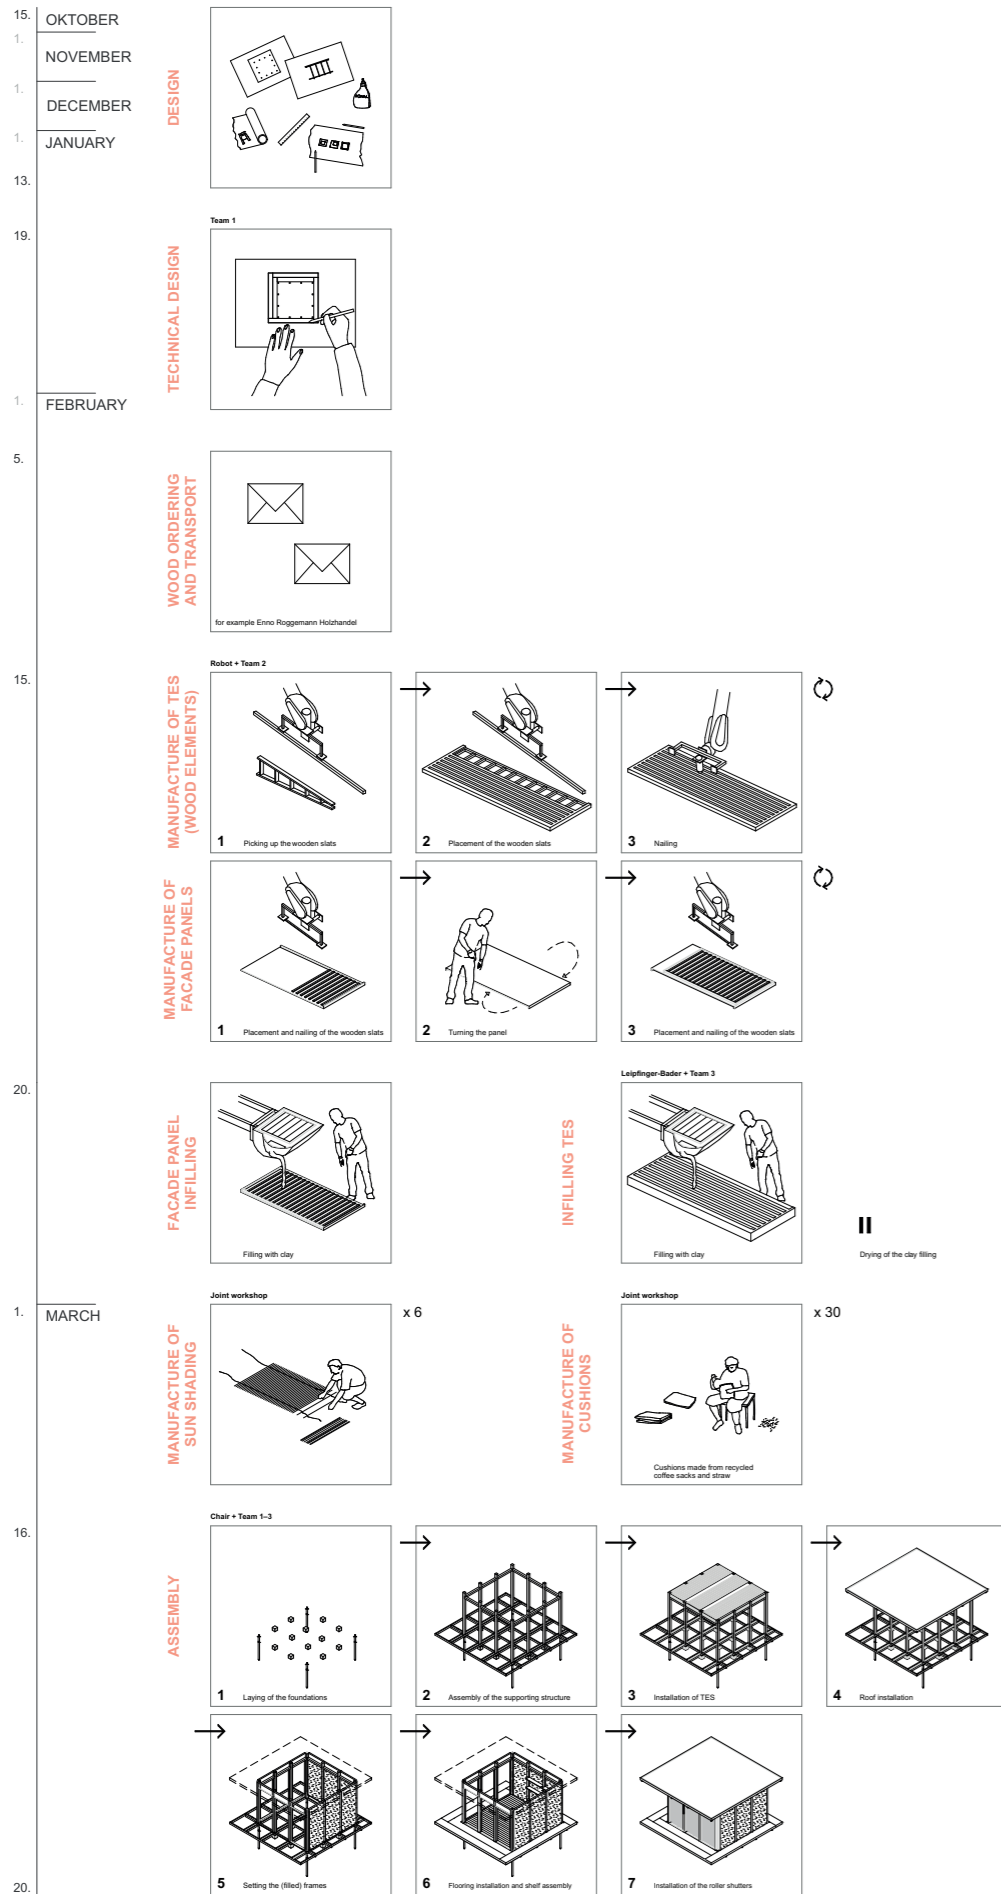 15.
OKTOBER
1.
NOVEMBER
1.
DECEMBER
1.
JANUARY
13.
DESIGN
19.
Team 1
TECHNICAL DESIGN
1.
FEBRUARY
5.
WOOD ORDERING
AND TRANSPORT
for example Enno Roggemann Holzhandel
15.
Robot + Team 2
MANUFACTURE OF TES
(WOOD ELEMENTS)
1 Picking up the wooden slats
2 Placement of the wooden slats
3 Nailing
MANUFACTURE OF
FACADE PANELS
1 Placement and nailing of the wooden slats
2 Turning the panel
3 Placement and nailing of the wooden slats
20.
FACADE PANEL
INFILLING
Filling with clay
Leipfinger-Bader + Team 3
INFILLING TES
Filling with clay
II
Drying of the clay filling
1.
MARCH
Joint workshop
x 6
MANUFACTURE OF
SUN SHADING
Joint workshop
x 30
MANUFACTURE OF
CUSHIONS
Cushions made from recycled
coffee sacks and straw
16.
Chair + Team 1–3
ASSEMBLY
1 Laying of the foundations
2 Assembly of the supporting structure
3 Installation of TES
4 Roof installation
5 Setting the (filled) frames
6 Flooring installation and shelf assembly
7 Installation of the roller shutters
20.